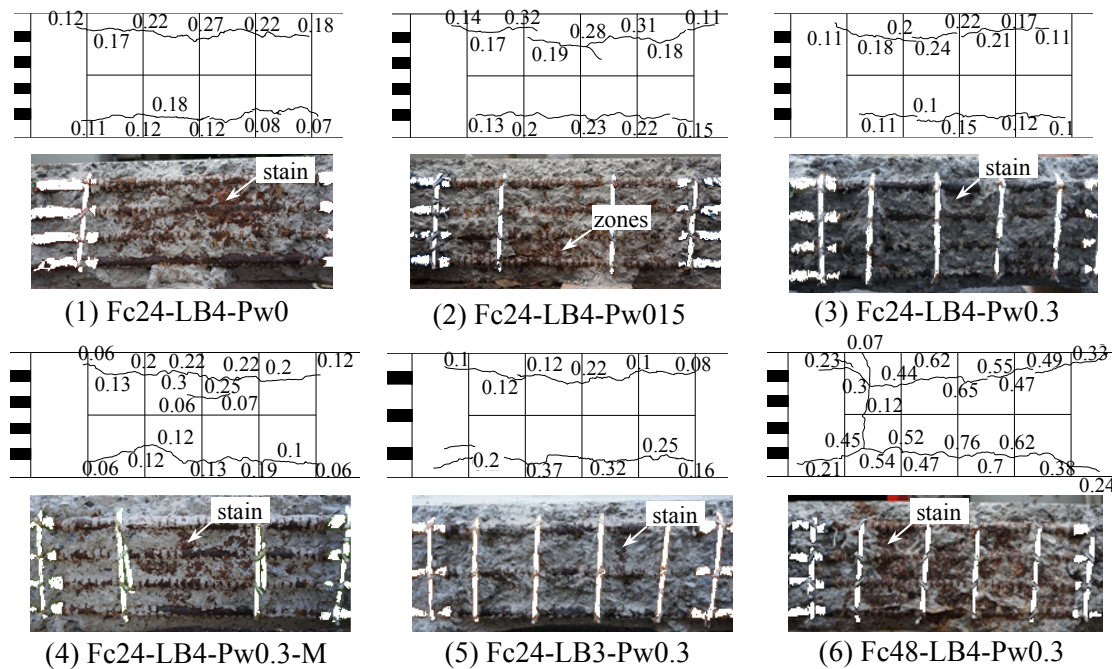 0.12 0.22 0.27 0.22 0.18
0.17
0.18
0.11 0.12 0.12 0.08 0.07
stain
(1) Fc24-LB4-Pw0
0.14 0.32 0.28 0.31 0.11
0.17 0.19 0.18
0.13 0.2 0.23 0.22 0.15
zones
(2) Fc24-LB4-Pw015
0.11 0.2 0.22 0.17 0.11
0.18 0.24 0.21
0.1
0.11 0.15 0.12 0.1
stain
(3) Fc24-LB4-Pw0.3
0.06 0.2 0.22 0.22 0.2 0.12
0.13 0.3 0.25
0.06 0.07
0.12 0.1
0.06 0.12 0.13 0.19 0.06
stain
(4) Fc24-LB4-Pw0.3-M
0.1 0.12 0.22 0.1 0.08
0.12
0.25
0.2 0.37 0.32 0.16
stain
(5) Fc24-LB3-Pw0.3
0.07
0.23 0.62 0.55 0.49 0.33
0.3 0.44 0.65 0.47
0.12
0.45 0.52 0.76 0.62
0.21 0.54 0.47 0.7 0.38
0.24
stain
(6) Fc48-LB4-Pw0.3